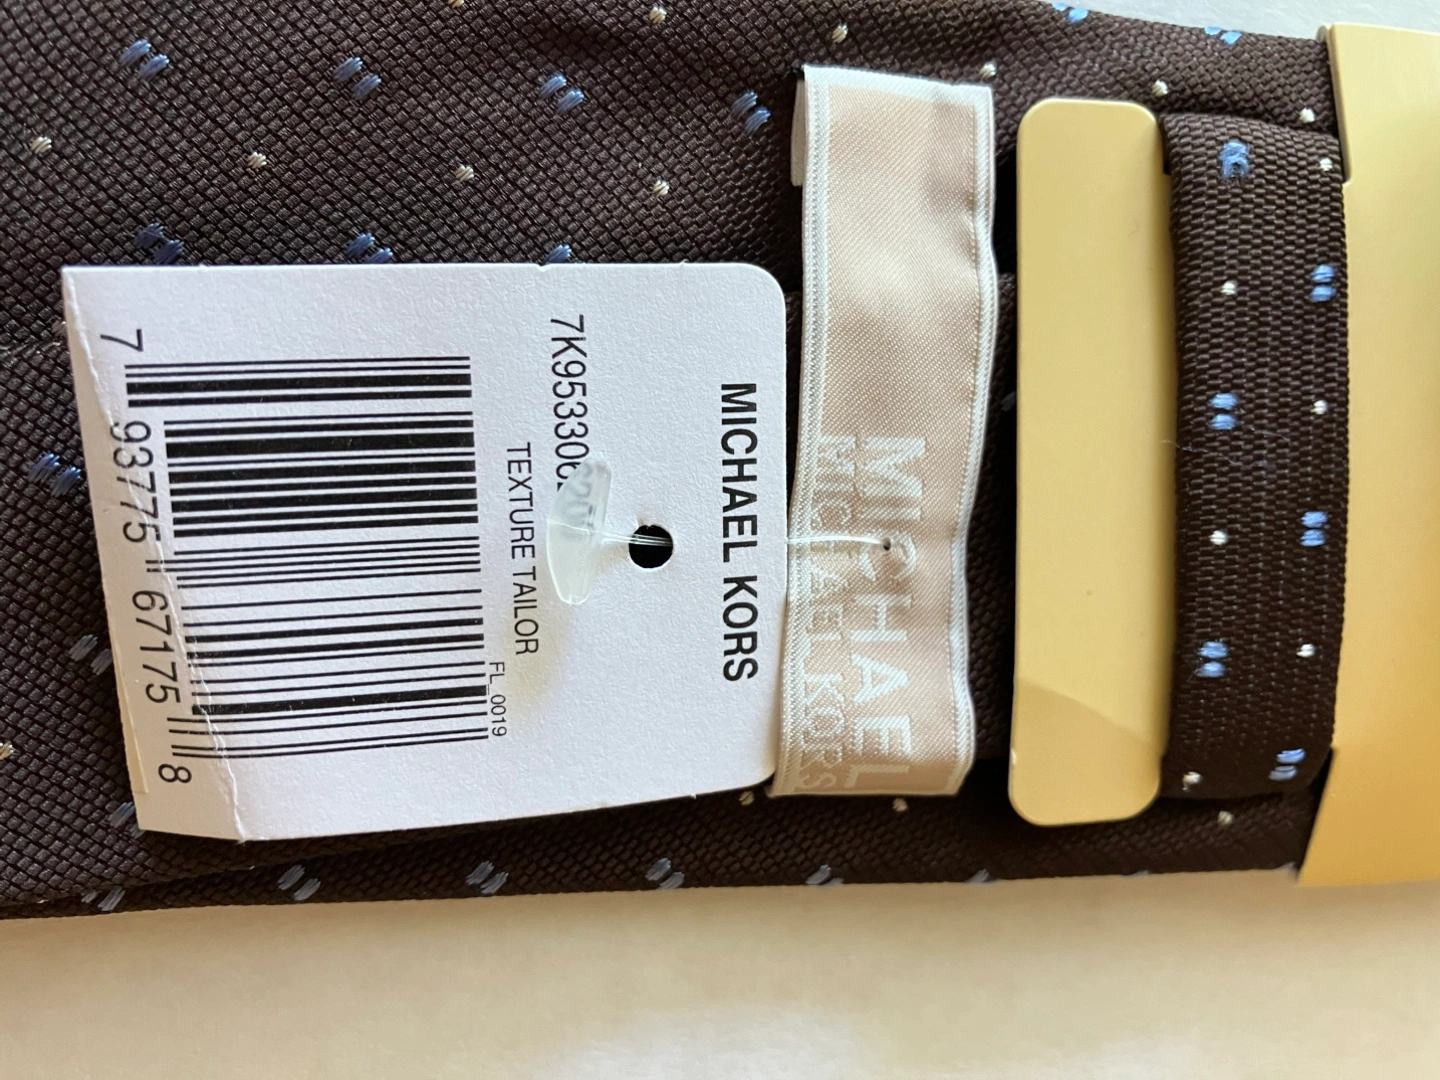 MICHAEL
MICHAEL KORS
MICHAEL KORS
TEXTURE TAILOR
FL_0019
7 93775 67175 8